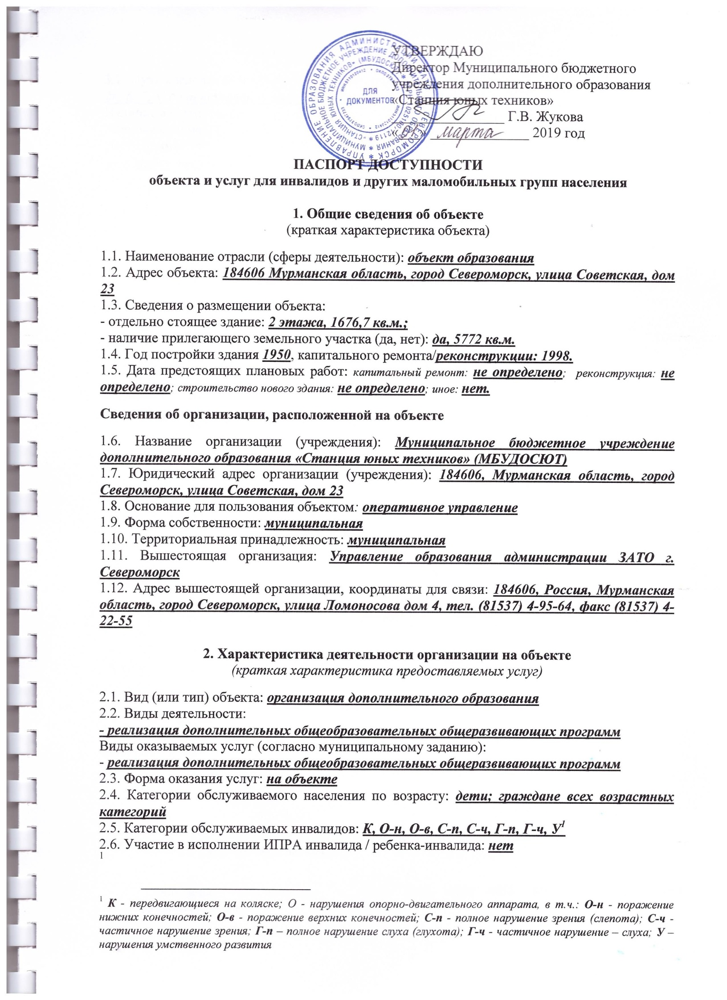 УТВЕРЖДАЮ
Директор Муниципального бюджетного
учреждения дополнительного образования
«Станция юных техников»
Г.В. Жукова
« » марта 2019 год
ДЛЯ
ДОКУМЕНТОВ
ПАСПОРТ ДОСТУПНОСТИ
объекта и услуг для инвалидов и других маломобильных групп населения
1. Общие сведения об объекте
(краткая характеристика объекта)
1.1. Наименование отрасли (сферы деятельности): объект образования
1.2. Адрес объекта: 184606 Мурманская область, город Североморск, улица Советская, дом
23
1.3. Сведения о размещении объекта:
- отдельно стоящее здание: 2 этажа, 1676,7 кв.м.;
- наличие прилегающего земельного участка (да, нет): да, 5772 кв.м.
1.4. Год постройки здания 1950, капитального ремонта/реконструкции: 1998.
1.5. Дата предстоящих плановых работ: капитальный ремонт: не определено; реконструкция: не
определено; строительство нового здания: не определено; иное: нет.
Сведения об организации, расположенной на объекте
1.6. Название организации (учреждения): Муниципальное бюджетное учреждение
дополнительного образования «Станция юных техников» (МБУДОСЮТ)
1.7. Юридический адрес организации (учреждения): 184606, Мурманская область, город
Североморск, улица Советская, дом 23
1.8. Основание для пользования объектом: оперативное управление
1.9. Форма собственности: муниципальная
1.10. Территориальная принадлежность: муниципальная
1.11. Вышестоящая организация: Управление образования администрации ЗАТО г.
Североморск
1.12. Адрес вышестоящей организации, координаты для связи: 184606, Россия, Мурманская
область, город Североморск, улица Ломоносова дом 4, тел. (81537) 4-95-64, факс (81537) 4-
22-55
2. Характеристика деятельности организации на объекте
(краткая характеристика предоставляемых услуг)
2.1. Вид (или тип) объекта: организация дополнительного образования
2.2. Виды деятельности:
- реализация дополнительных общеобразовательных общеразвивающих программ
Виды оказываемых услуг (согласно муниципальному заданию):
- реализация дополнительных общеобразовательных общеразвивающих программ
2.3. Форма оказания услуг: на объекте
2.4. Категории обслуживаемого населения по возрасту: дети; граждане всех возрастных
категорий
2.5. Категории обслуживаемых инвалидов: К, О-н, О-в, С-п, С-ч, Г-п, Г-ч, У1
2.6. Участие в исполнении ИПРА инвалида / ребенка-инвалида: нет
1
1 К - передвигающиеся на коляске; О - нарушения опорно-двигательного аппарата, в т.ч.: О-н - поражение
нижних конечностей; О-в - поражение верхних конечностей; С-п - полное нарушение зрения (слепота); С-ч -
частичное нарушение зрения; Г-п – полное нарушение слуха (глухота); Г-ч - частичное нарушение – слуха; У –
нарушения умственного развития